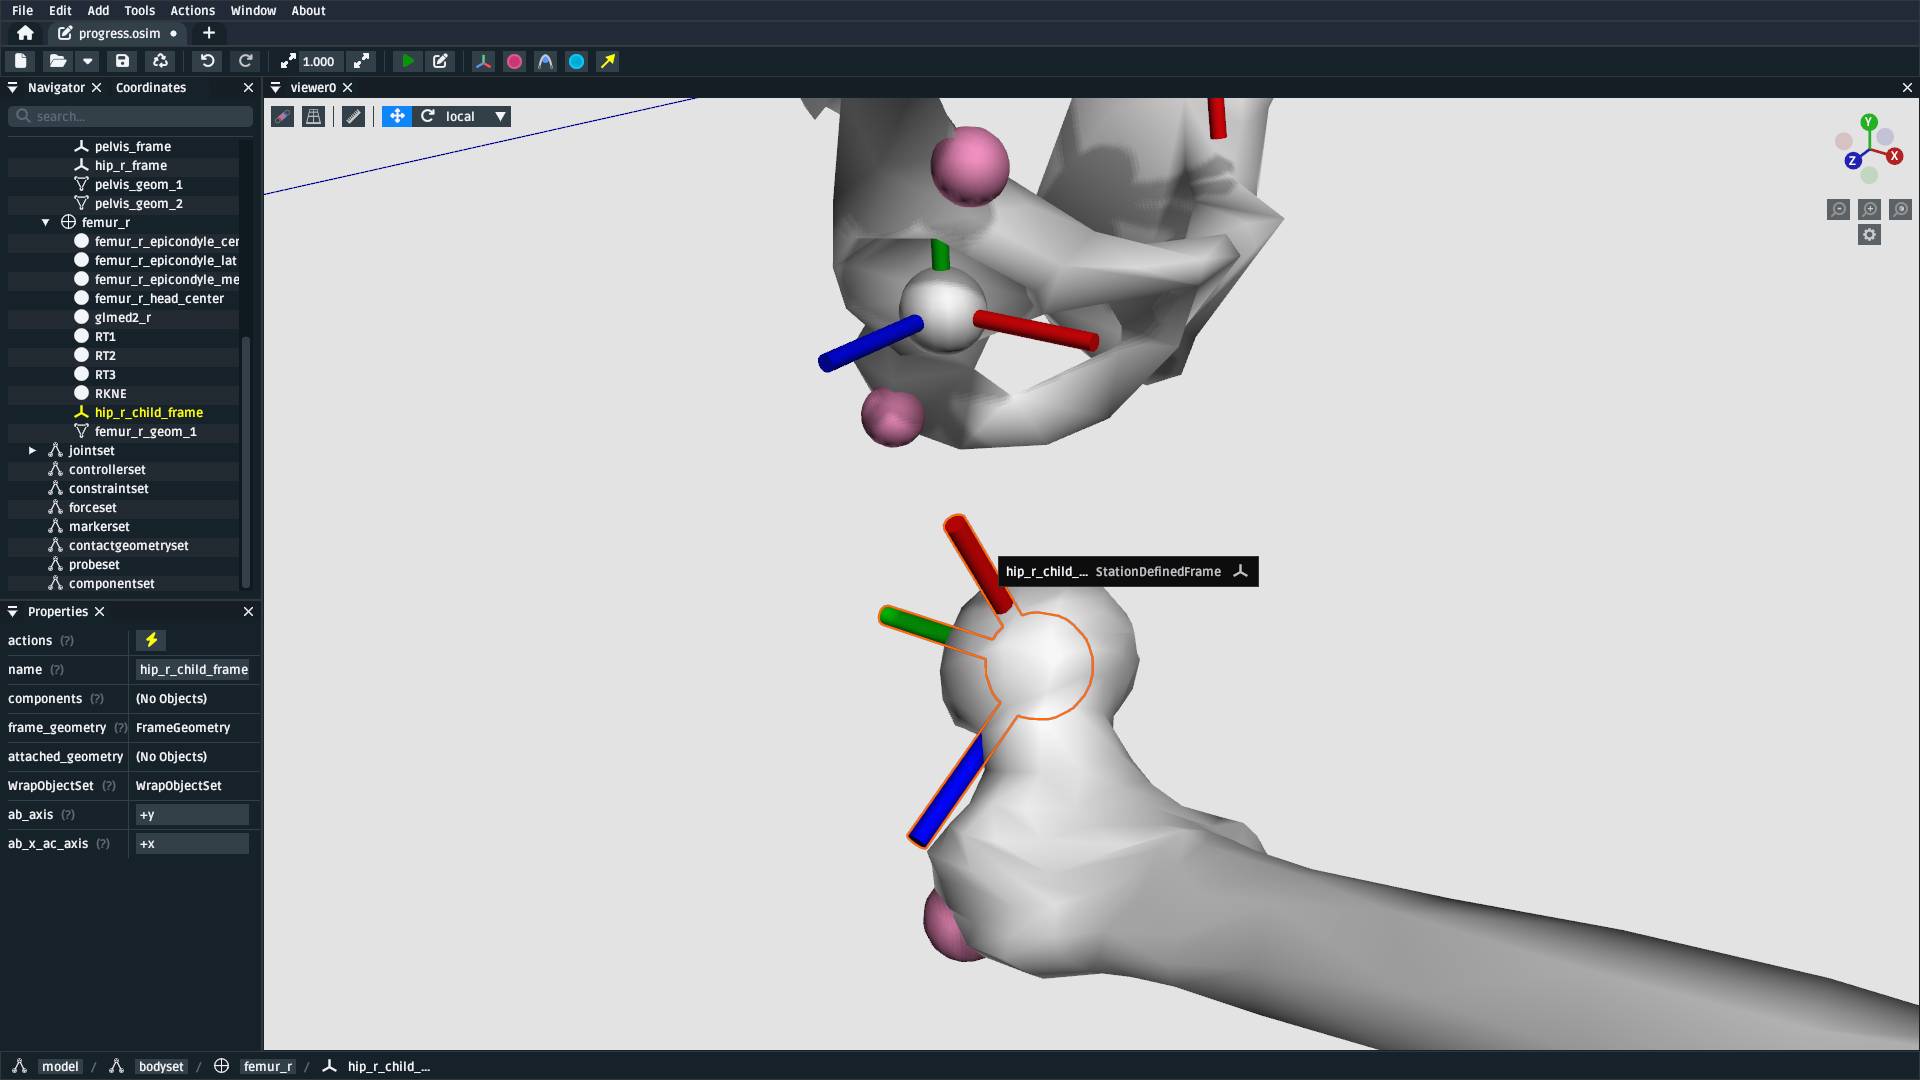 File Edit Add Tools Actions Window About
progress.osim
1.000
Navigator Coordinates
viewer0
search...
local
Y
Z X
pelvis_frame
hip_r_frame
pelvis_geom_1
pelvis_geom_2
femur_r
femur_r_epicondyle_cer
femur_r_epicondyle_lat
femur_r_epicondyle_me
femur_r_head_center
glmed2_r
RT1
RT2
RT3
RKNE
hip_r_child_frame
femur_r_geom_1
jointset
controllerset
constraintset
forceset
markerset
contactgeometryset
probeset
componentset
hip_r_child_... StationDefinedFrame
Properties
actions (?)
name (?) hip_r_child_frame
components (?) (No Objects)
frame_geometry (?) FrameGeometry
attached_geometry (No Objects)
WrapObjectSet (?) WrapObjectSet
ab_axis (?) +y
ab_x_ac_axis (?) +x
model / bodyset / femur_r / hip_r_child_...